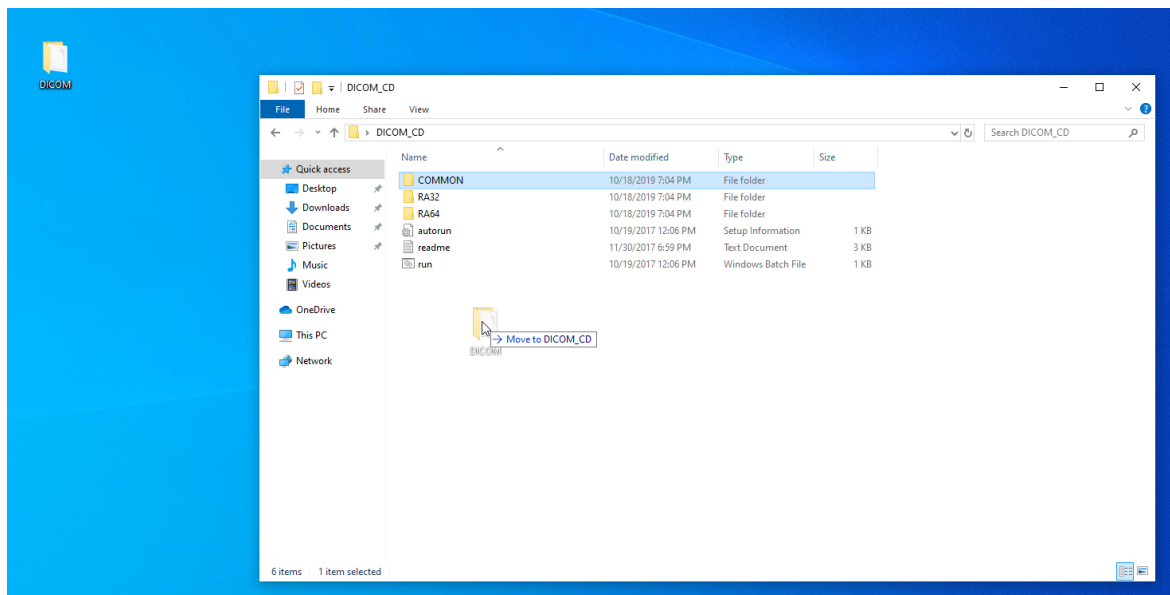 DICOM
DICOM_CD
File Home Share View
DICOM_CD
Search DICOM_CD
Name Date modified Type Size
Quick access
Desktop
Downloads
Documents
Pictures
Music
Videos
OneDrive
This PC
Network
COMMON 10/18/2019 7:04 PM File folder
RA32 10/18/2019 7:04 PM File folder
RA64 10/18/2019 7:04 PM File folder
autorun 10/19/2017 12:06 PM Setup Information 1 KB
readme 11/30/2017 6:59 PM Text Document 3 KB
run 10/19/2017 12:06 PM Windows Batch File 1 KB
Move to DICOM_CD
DICOM
6 items 1 item selected